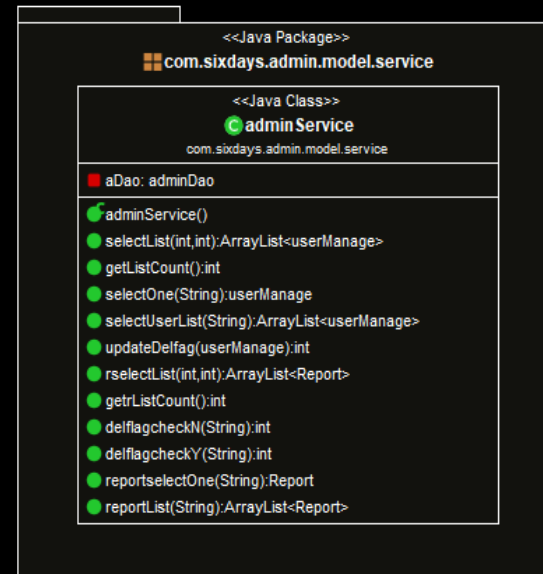 <<Java Package>>
com.sixdays.admin.model.service
<<Java Class>>
C adminService
com.sixdays.admin.model.service
aDao: adminDao
adminService()
selectList(int,int):ArrayList<userManage>
getListCount():int
selectOne(String):userManage
selectUserList(String):ArrayList<userManage>
updateDelfag(userManage):int
rselectList(int,int):ArrayList<Report>
getrListCount():int
delflagcheckN(String):int
delflagcheckY(String):int
reportselectOne(String):Report
reportList(String):ArrayList<Report>